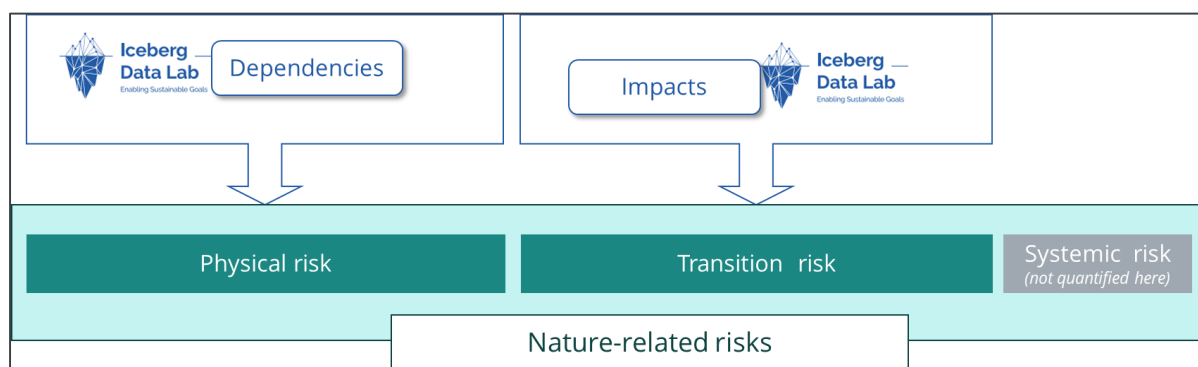 Iceberg
Data Lab
Enabling Sustainable Goals
Dependencies
Impacts
Iceberg
Data Lab
Enabling Sustainable Goals
Physical risk
Transition risk
Systemic risk
(not quantified here)
Nature-related risks